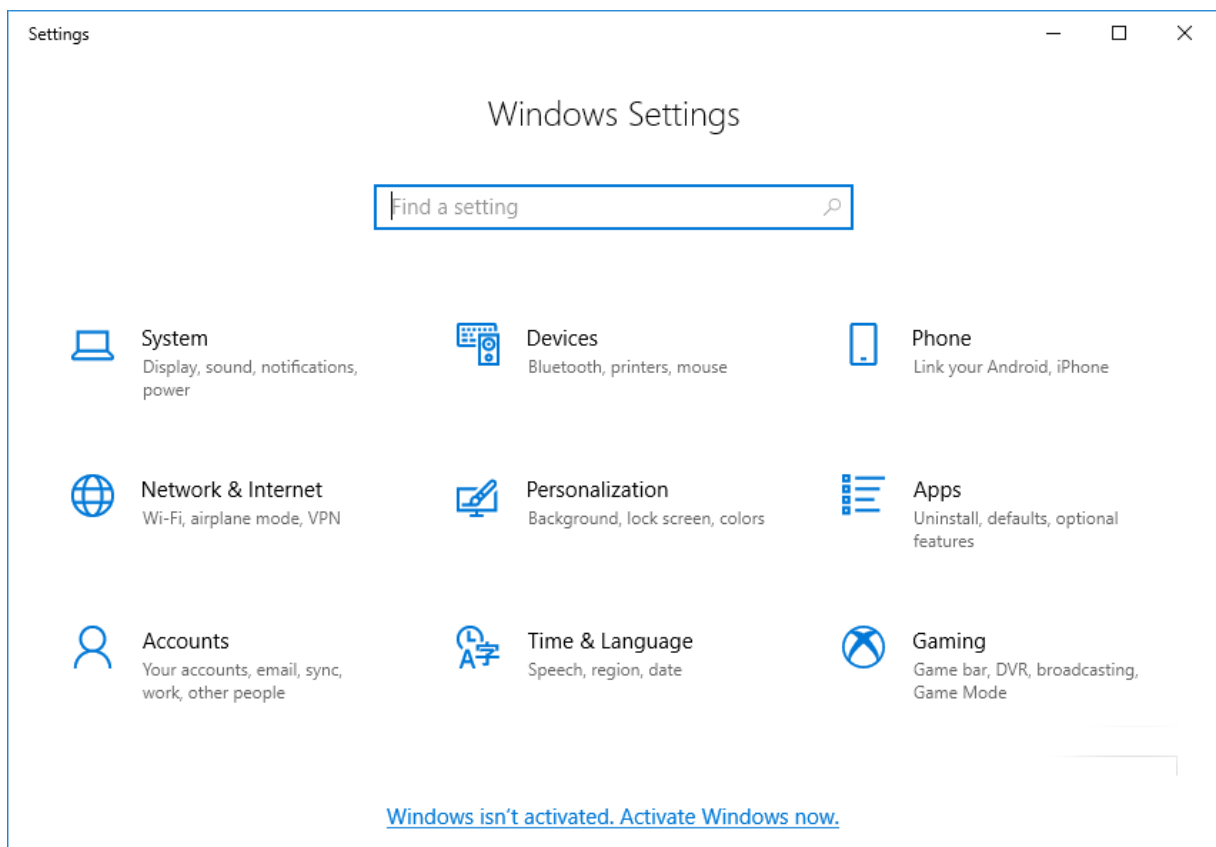 Settings
Windows Settings
Find a setting
System
Display, sound, notifications,
power
Devices
Bluetooth, printers, mouse
Phone
Link your Android, iPhone
Network & Internet
Wi-Fi, airplane mode, VPN
Personalization
Background, lock screen, colors
Apps
Uninstall, defaults, optional
features
Accounts
Your accounts, email, sync,
work, other people
Time & Language
Speech, region, date
Gaming
Game bar, DVR, broadcasting,
Game Mode
Windows isn't activated. Activate Windows now.